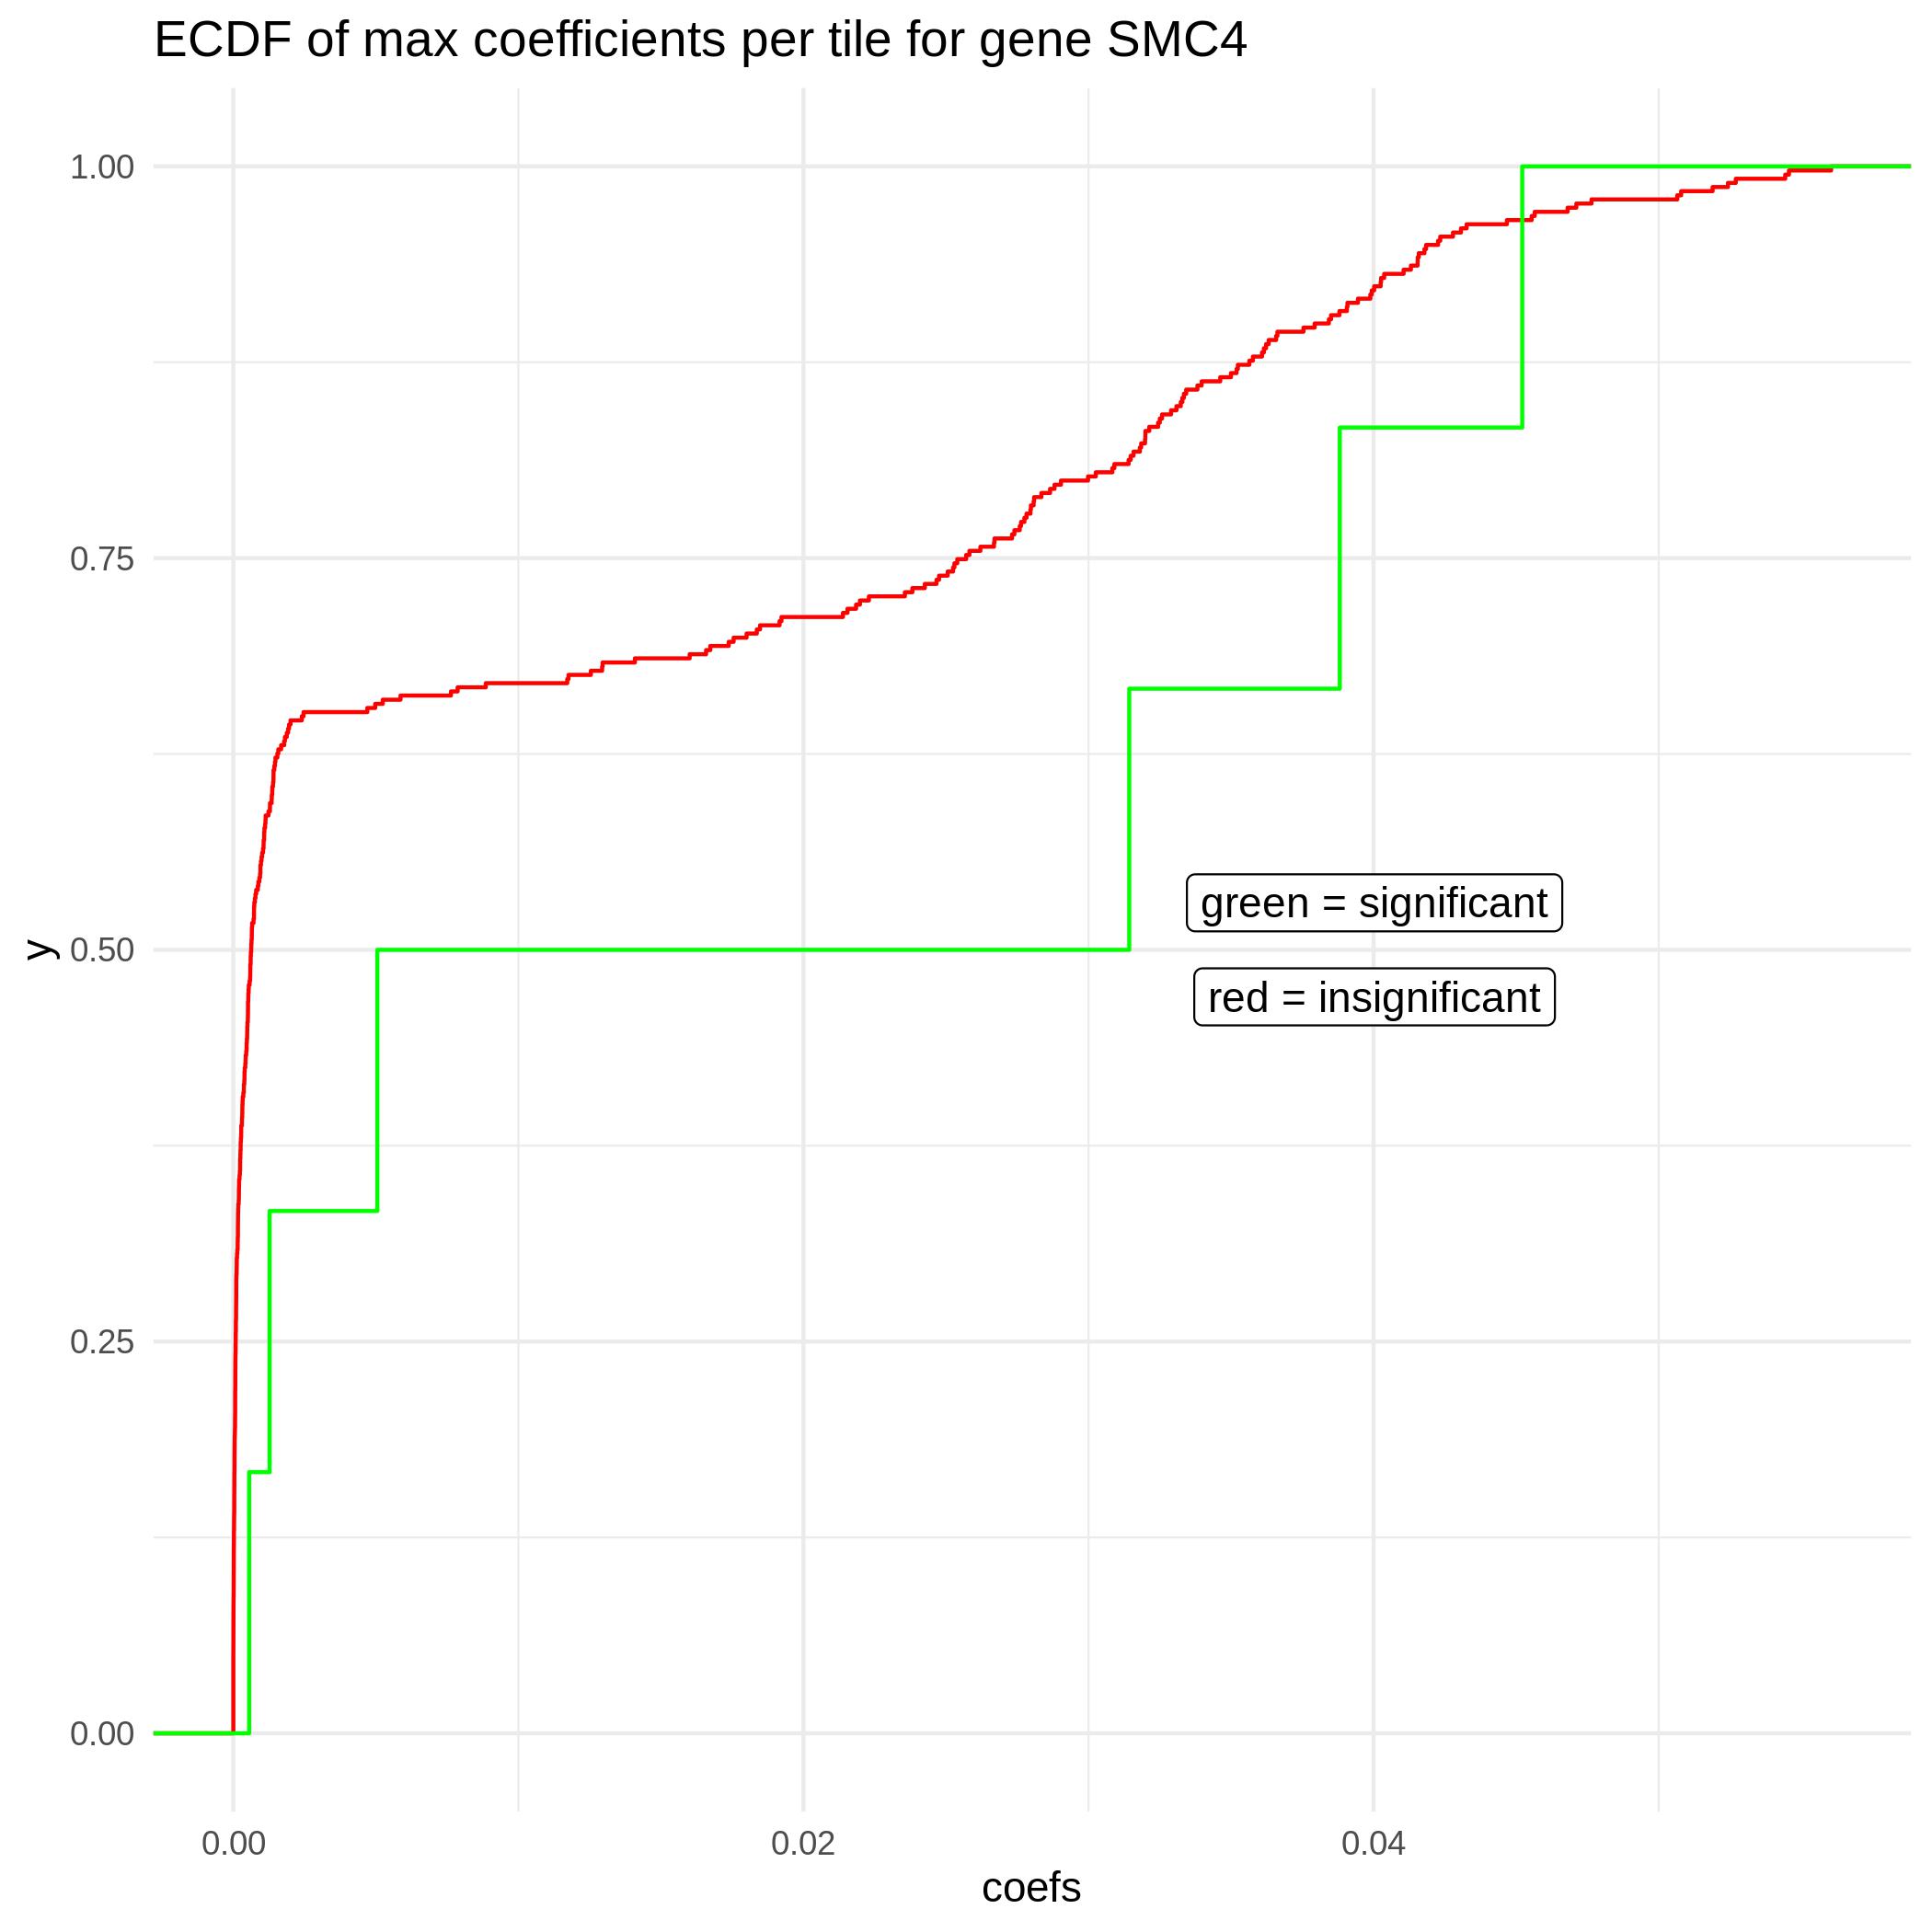 ECDF of max coefficients per tile for gene SMC4
1.00
0.75
0.50
0.25
0.00
y
green = significant
red = insignificant
0.00
0.02
0.04
coefs